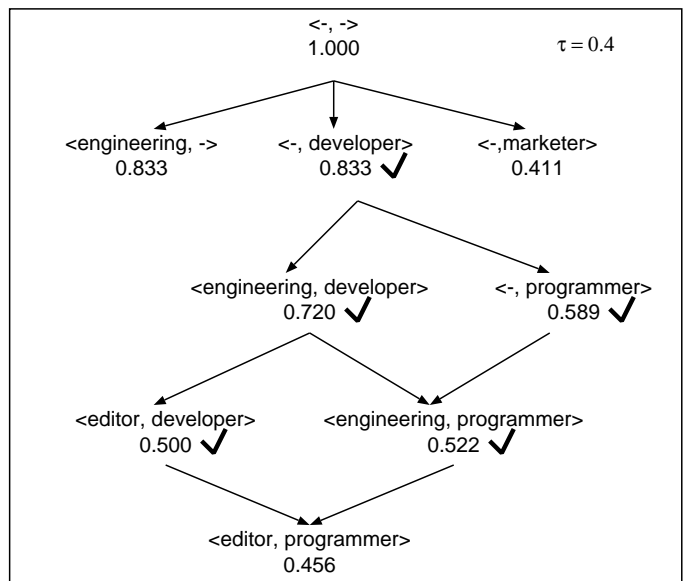 <-, ->
1.000
τ = 0.4
<engineering, ->
0.833
<-, developer>
0.833
<-,marketer>
0.411
<engineering, developer>
0.720
<-, programmer>
0.589
<editor, developer>
0.500
<engineering, programmer>
0.522
<editor, programmer>
0.456